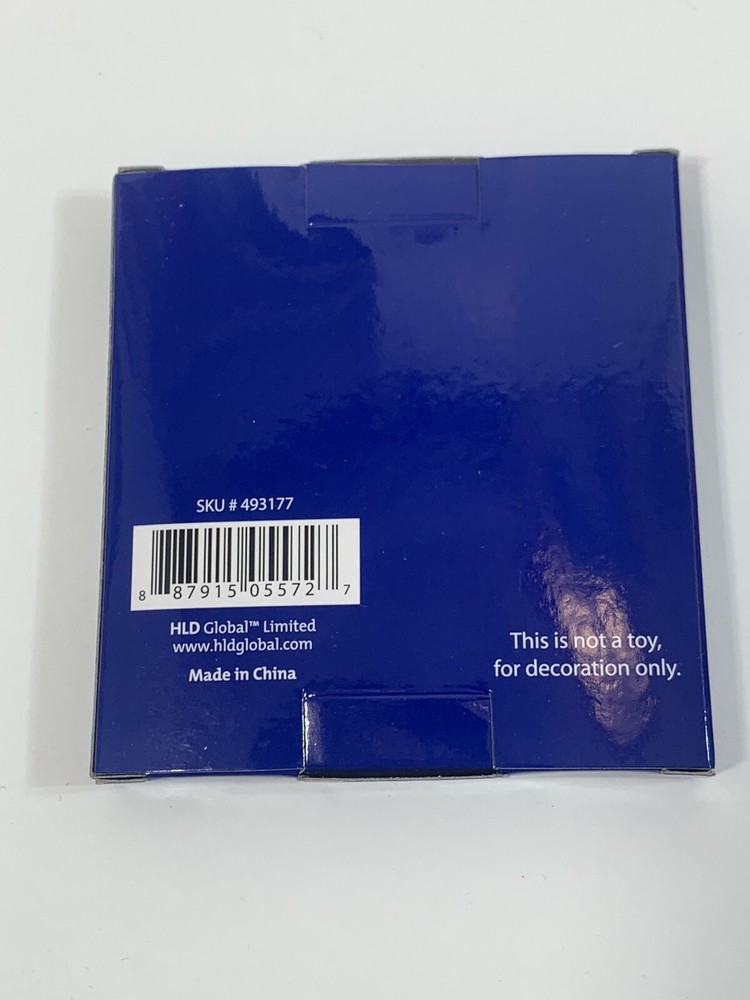 SKU # 493177
8 87915 05572 7
HLD Global™ Limited
www.hldglobal.com
Made in China
This is not a toy,
for decoration only.